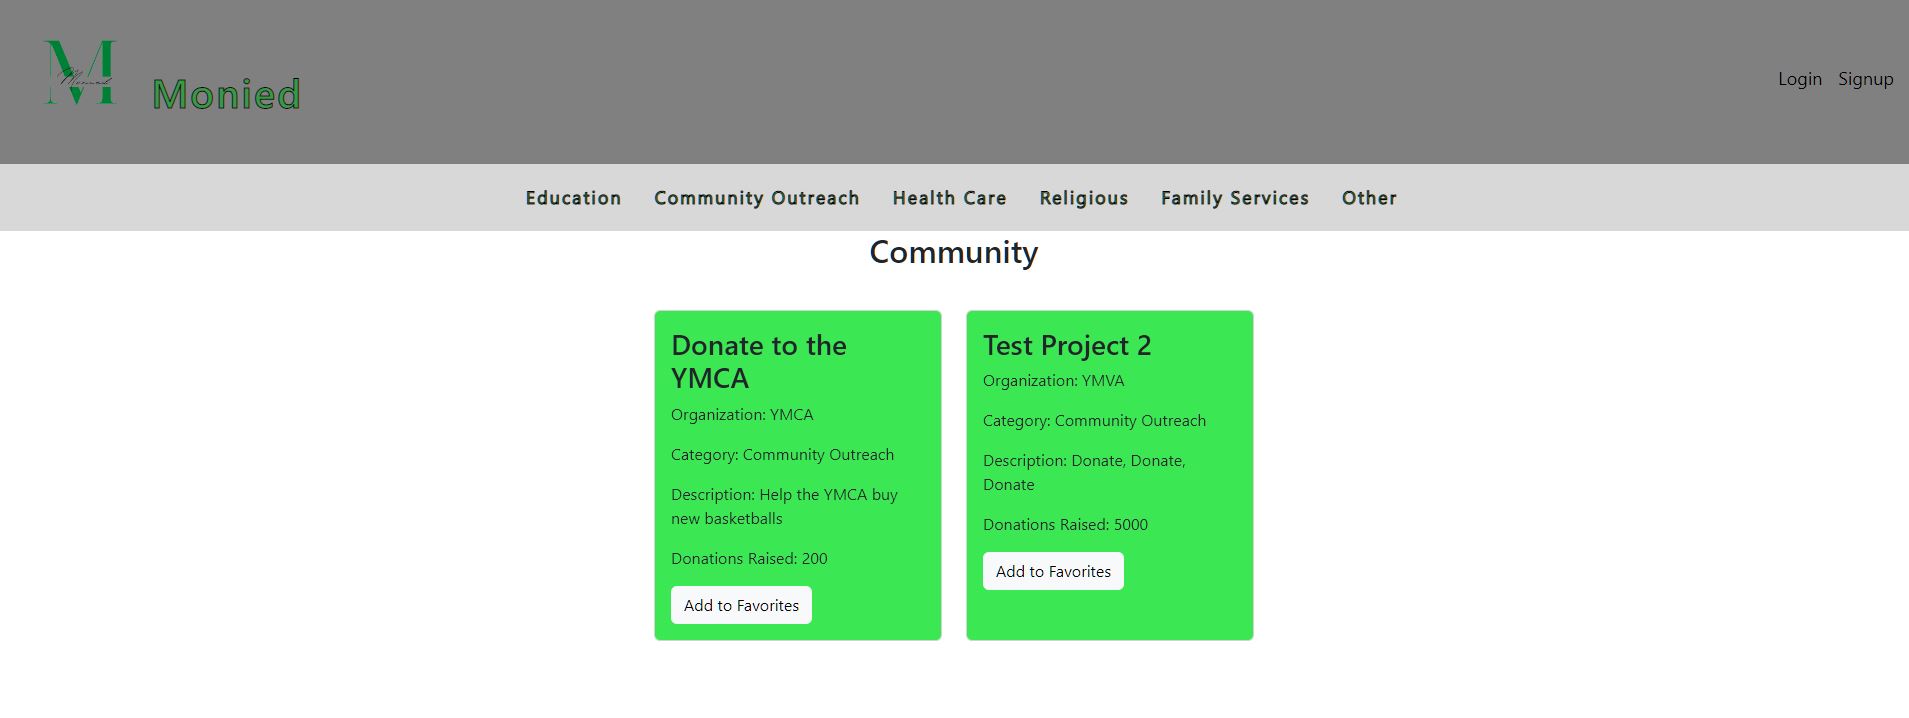 M
Monied
Login Signup
Education Community Outreach Health Care Religious Family Services Other
Community
Donate to the
YMCA
Organization: YMCA
Category: Community Outreach
Description: Help the YMCA buy
new basketballs
Donations Raised: 200
Add to Favorites
Test Project 2
Organization: YMVA
Category: Community Outreach
Description: Donate, Donate,
Donate
Donations Raised: 5000
Add to Favorites